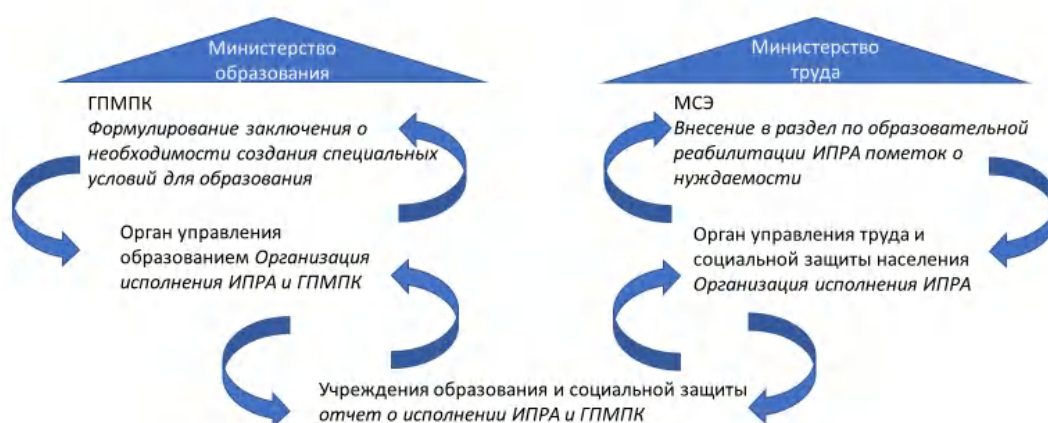 Министерство
образования
Министерство
труда
ГПМПК
Формулирование заключения о
необходимости создания специальных
условий для образования
МСЭ
Внесение в раздел по образовательной
реабилитации ИПРА пометок о
нуждаемости
Орган управления
образованием Организация
исполнения ИПРА и ГПМПК
Орган управления труда и
социальной защиты населения
Организация исполнения ИПРА
Учреждения образования и социальной защиты
отчет о исполнении ИПРА и ГПМПК